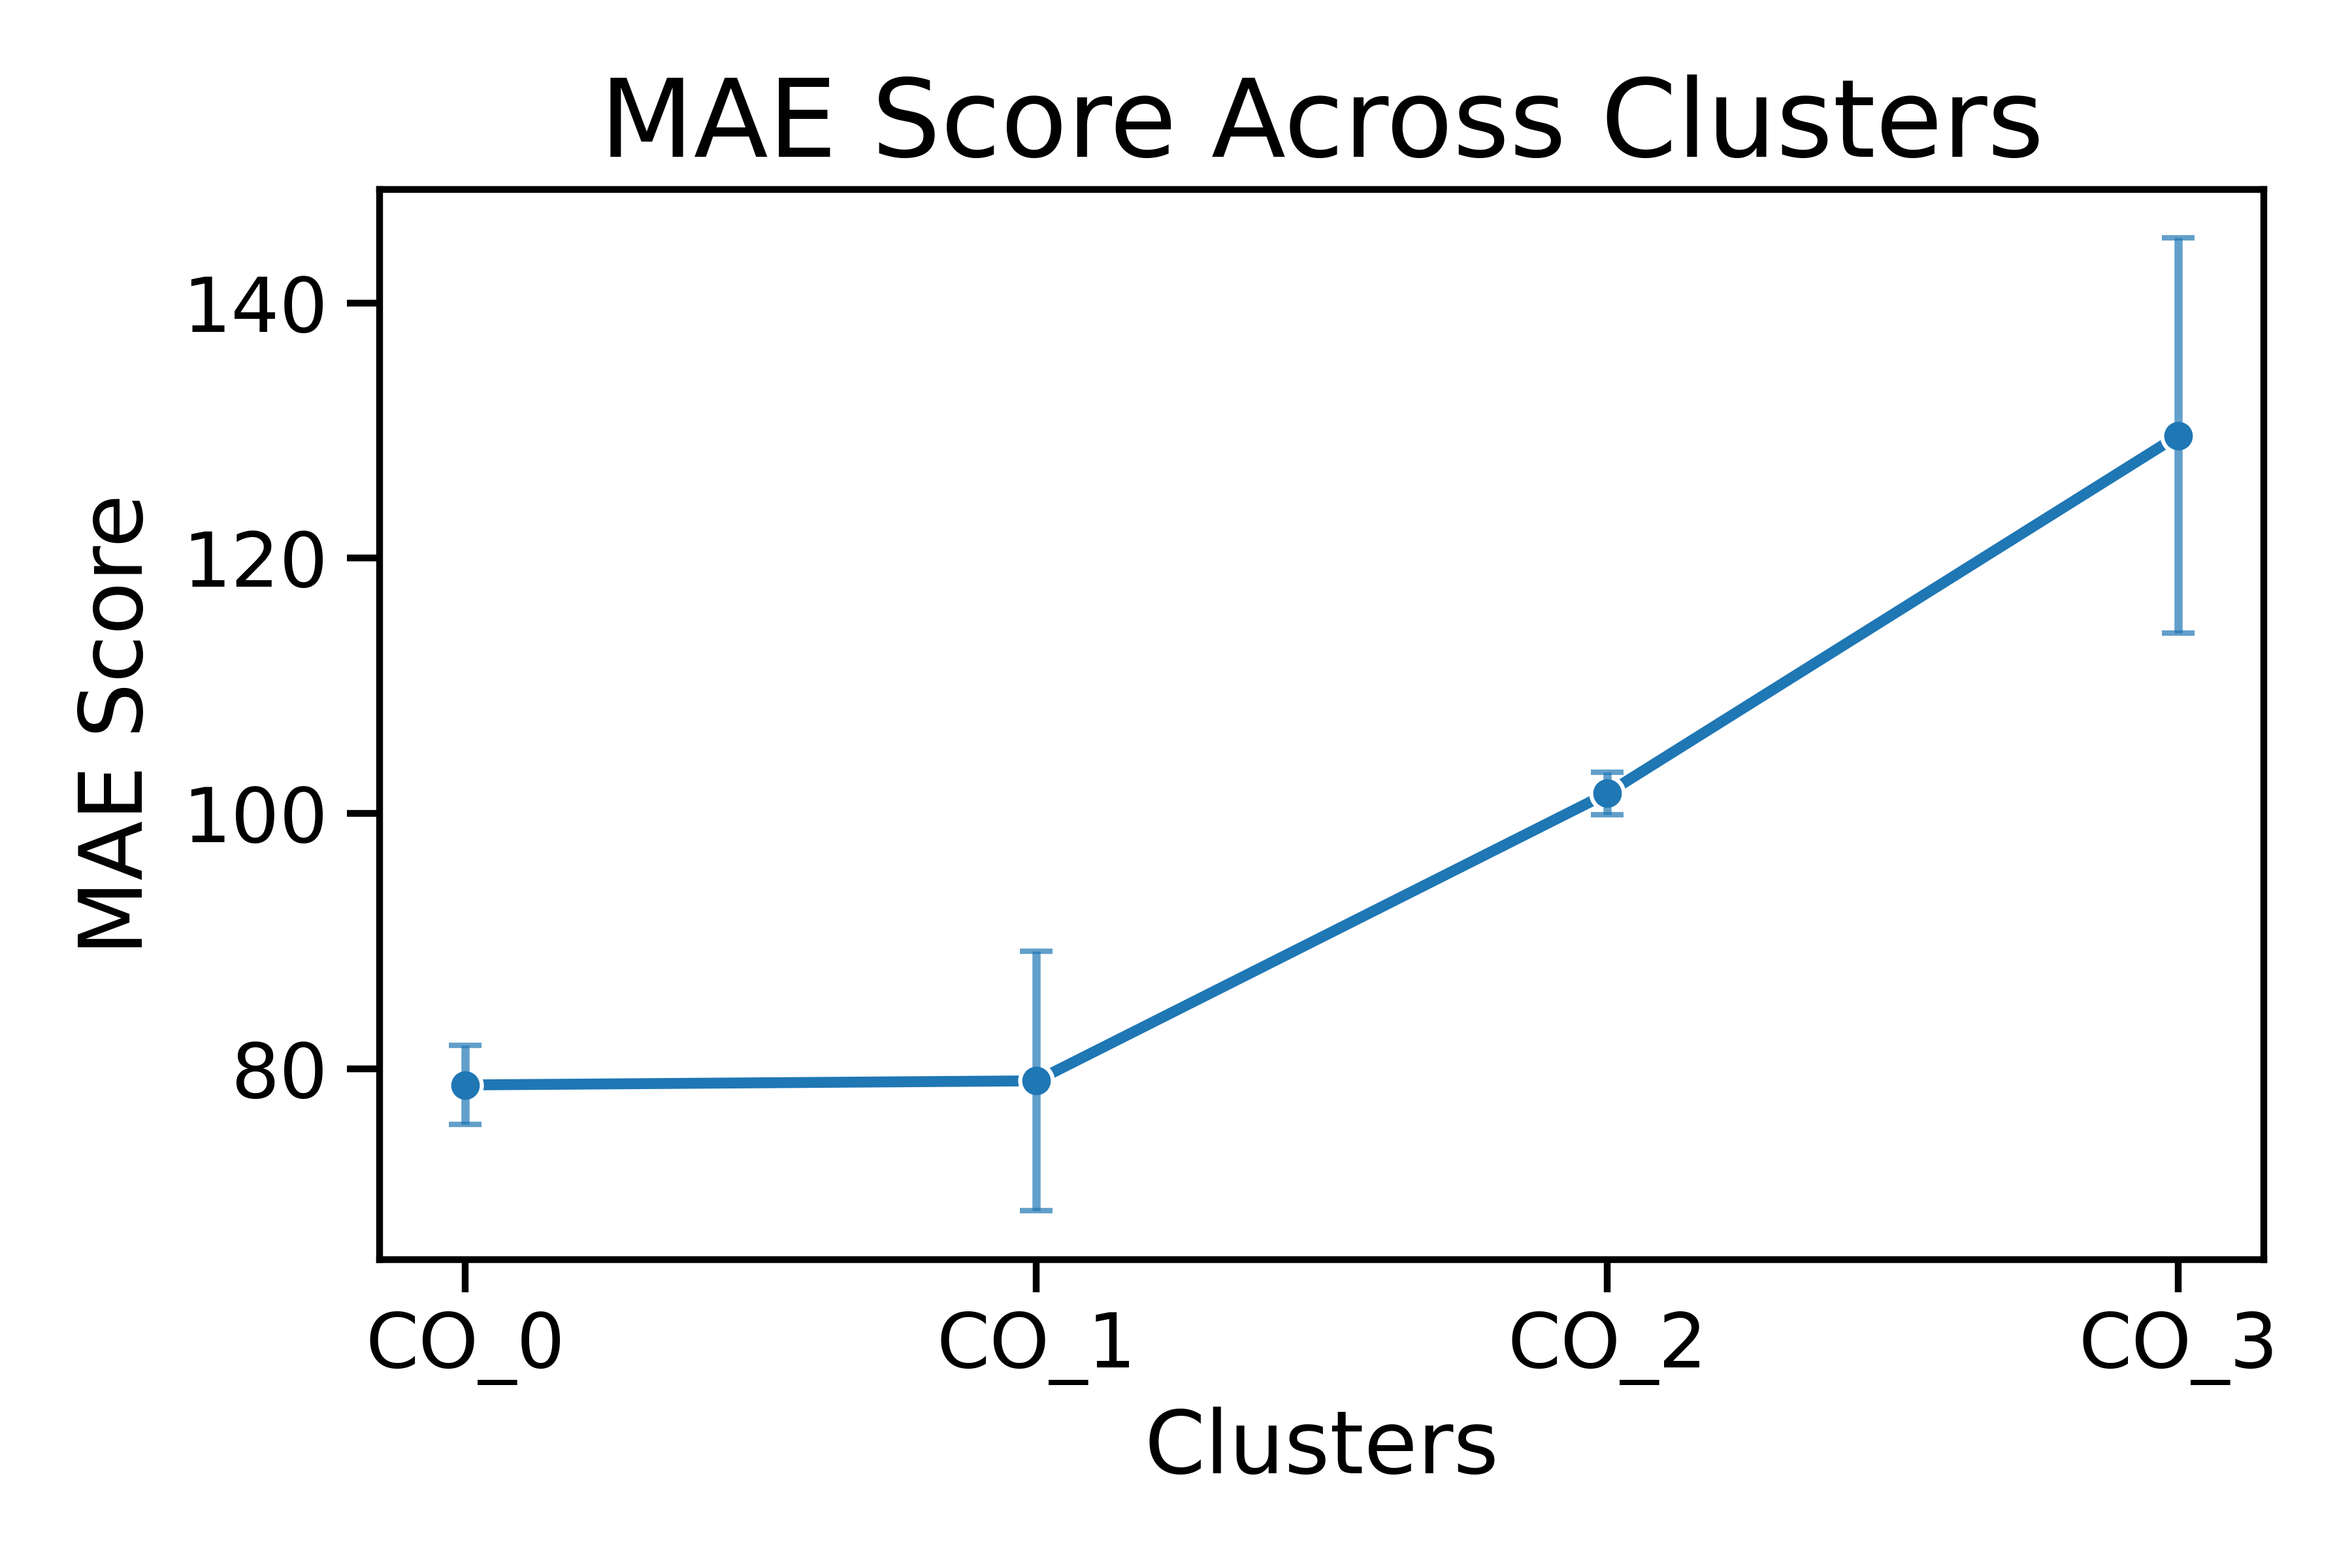 MAE Score Across Clusters
MAE Score
140
120
100
80
CO_0 CO_1 CO_2 CO_3
Clusters